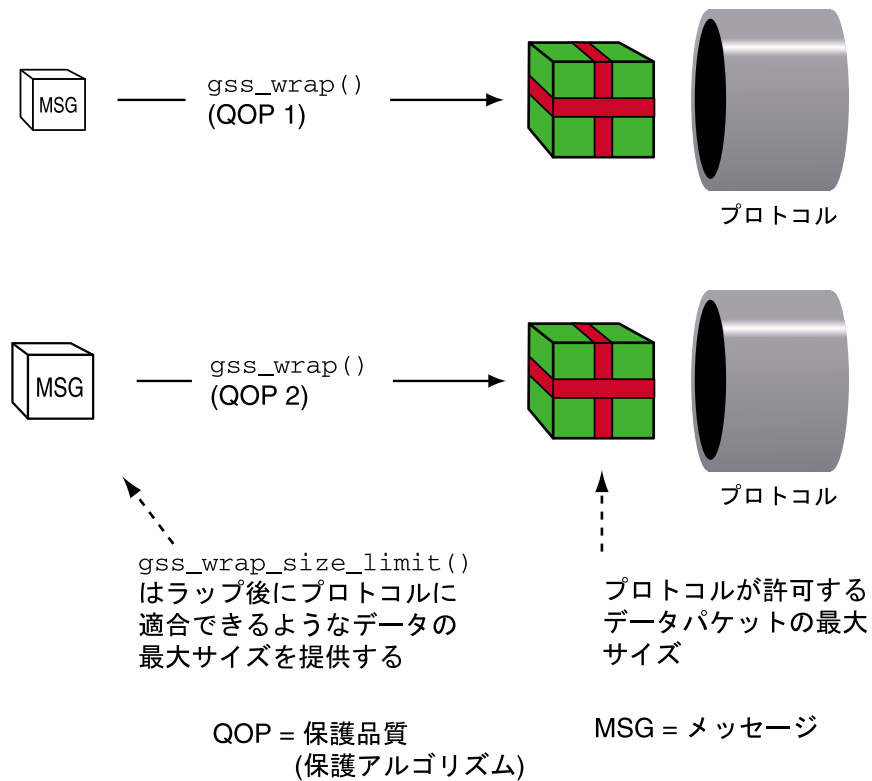 MSG
gss_wrap()
(QOP 1)
プロトコル
MSG
gss_wrap()
(QOP 2)
プロトコル
gss_wrap_size_limit()
はラップ後にプロトコルに
適合できるようなデータの
最大サイズを提供する
プロトコルが許可する
データパケットの最大
サイズ
QOP = 保護品質
(保護アルゴリズム)
MSG = メッセージ